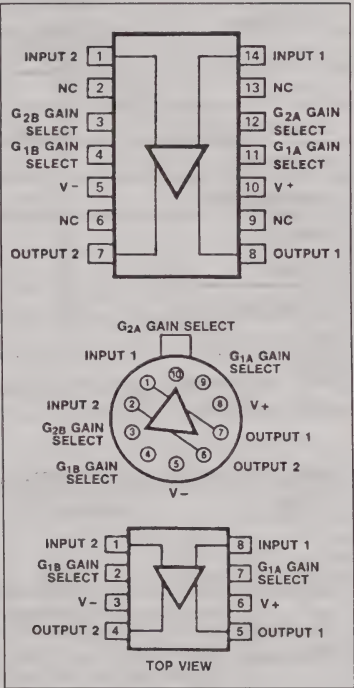 INPUT 2 1 14 INPUT 1
NC 2 13 NC
G2B GAIN SELECT 3 12 G2A GAIN SELECT
G1B GAIN SELECT 4 11 G1A GAIN SELECT
V- 5 10 V+
NC 6 9 NC
OUTPUT 2 7 8 OUTPUT 1
G2A GAIN SELECT
INPUT 1 1 10 9 G1A GAIN SELECT
INPUT 2 2 8 V+
G2B GAIN SELECT 3 7 OUTPUT 1
G1B GAIN SELECT 4 5 6 OUTPUT 2
V-
INPUT 2 1 8 INPUT 1
G1B GAIN SELECT 2 7 G1A GAIN SELECT
V- 3 6 V+
OUTPUT 2 4 5 OUTPUT 1
TOP VIEW